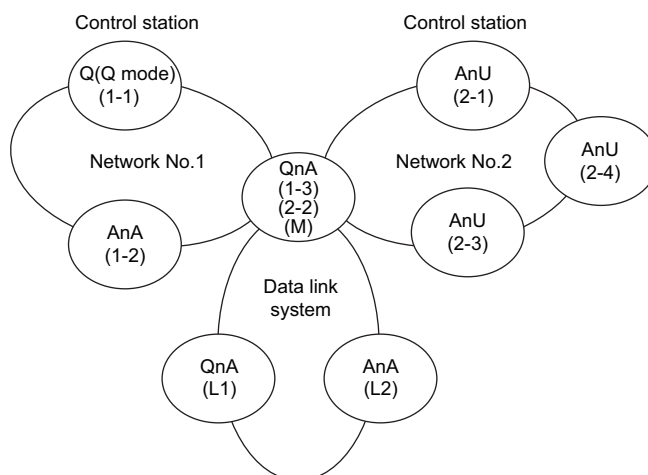 Control station
Control station
Q(Q mode)
(1-1)
AnU
(2-1)
Network No.1
Network No.2
AnU
(2-4)
QnA
(1-3)
(2-2)
(M)
AnA
(1-2)
AnU
(2-3)
Data link
system
QnA
(L1)
AnA
(L2)